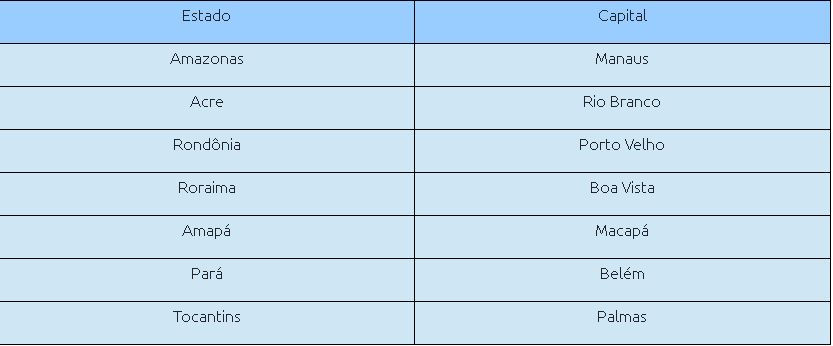 Estado Capital
Amazonas Manaus
Acre Rio Branco
Rondônia Porto Velho
Roraima Boa Vista
Amapá Macapá
Pará Belém
Tocantins Palmas